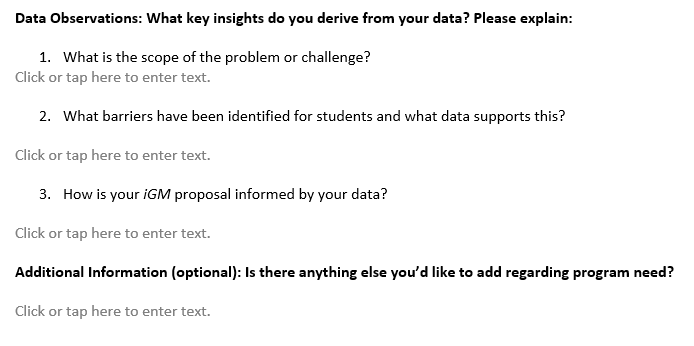 Data Observations: What key insights do you derive from your data? Please explain:
1. What is the scope of the problem or challenge?
Click or tap here to enter text.
2. What barriers have been identified for students and what data supports this?
Click or tap here to enter text.
3. How is your iGM proposal informed by your data?
Click or tap here to enter text.
Additional Information (optional): Is there anything else you’d like to add regarding program need?
Click or tap here to enter text.